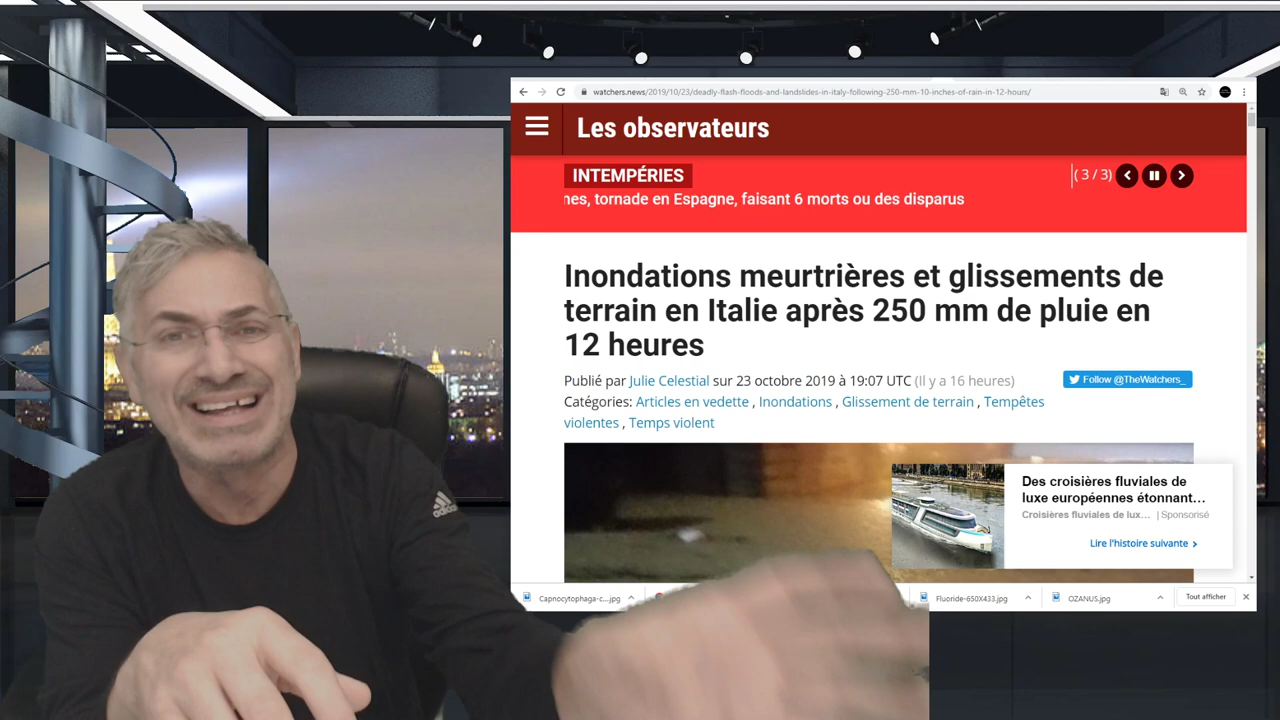 watchers.news/2019/10/23/deadly-flash-floods-and-landslides-in-italy-following-250-mm-10-inches-of-rain-in-12-hours/
Les observateurs
INTEMPÉRIES
( 3 / 3)
nes, tornade en Espagne, faisant 6 morts ou des disparus
Inondations meurtrières et glissements de
terrain en Italie après 250 mm de pluie en
12 heures
Publié par Julie Celestial sur 23 octobre 2019 à 19:07 UTC (Il y a 16 heures)
Follow @TheWatchers_
Catégories: Articles en vedette , Inondations , Glissement de terrain , Tempêtes
violentes , Temps violent
Des croisières fluviales de
luxe européennes étonnant...
Croisières fluviales de lux... | Sponsorisé
Lire l'histoire suivante
adidas
Capnocytophaga-c....jpg
Fluoride-650X433.jpg
OZANUS.jpg
Tout afficher